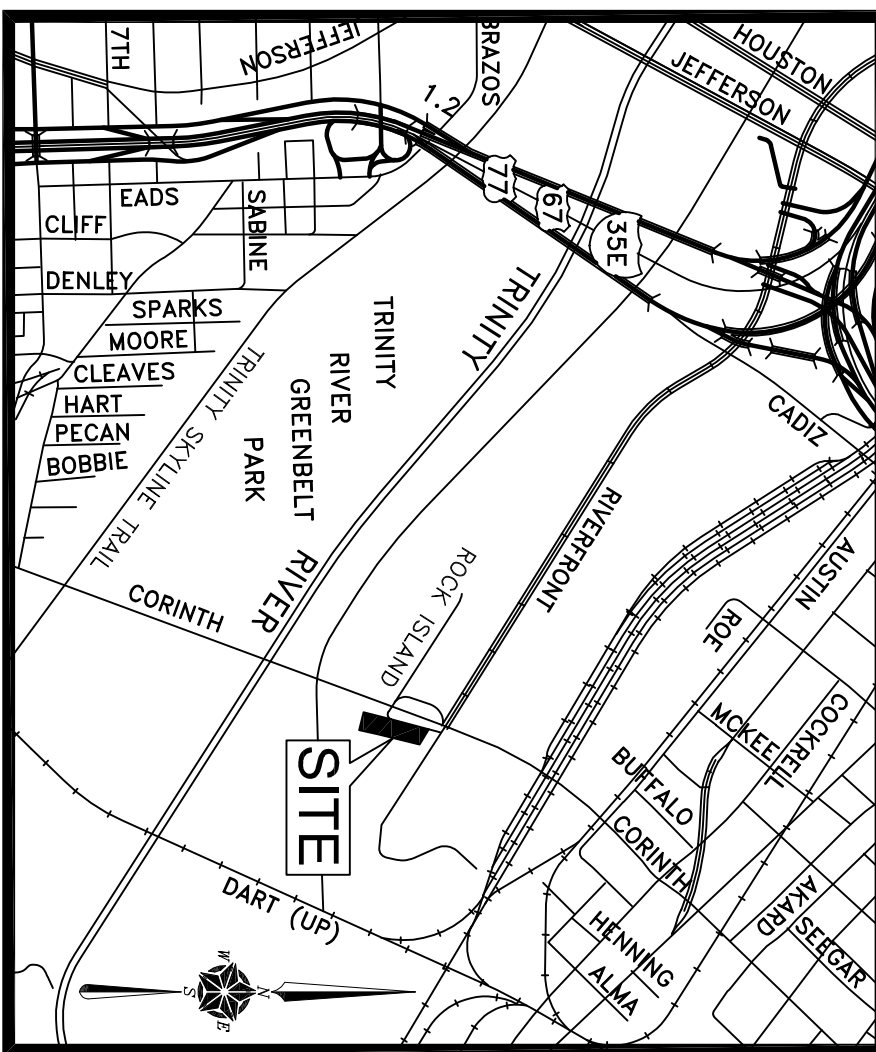 7TH
JEFFERSON
BRAZOS
HOUSTON
JEFFERSON
1.2
77
67
35E
EADS
SABINE
CLIFF
DENLEY
SPARKS
MOORE
CLEAVES
HART
PECAN
BOBBIE
TRINITY SKYLINE TRAIL
TRINITY
RIVER
GREENBELT
PARK
TRINITY
RIVER
CADIZ
RIVERFRONT
ROCK ISLAND
CORINTH
AUSTIN
ROE
MCKEE
COCKRELL
BUFFALO
CORINTH
AKARD
SEEGAR
HENNING
ALMA
SITE
DART (UP)
W
N
S
E